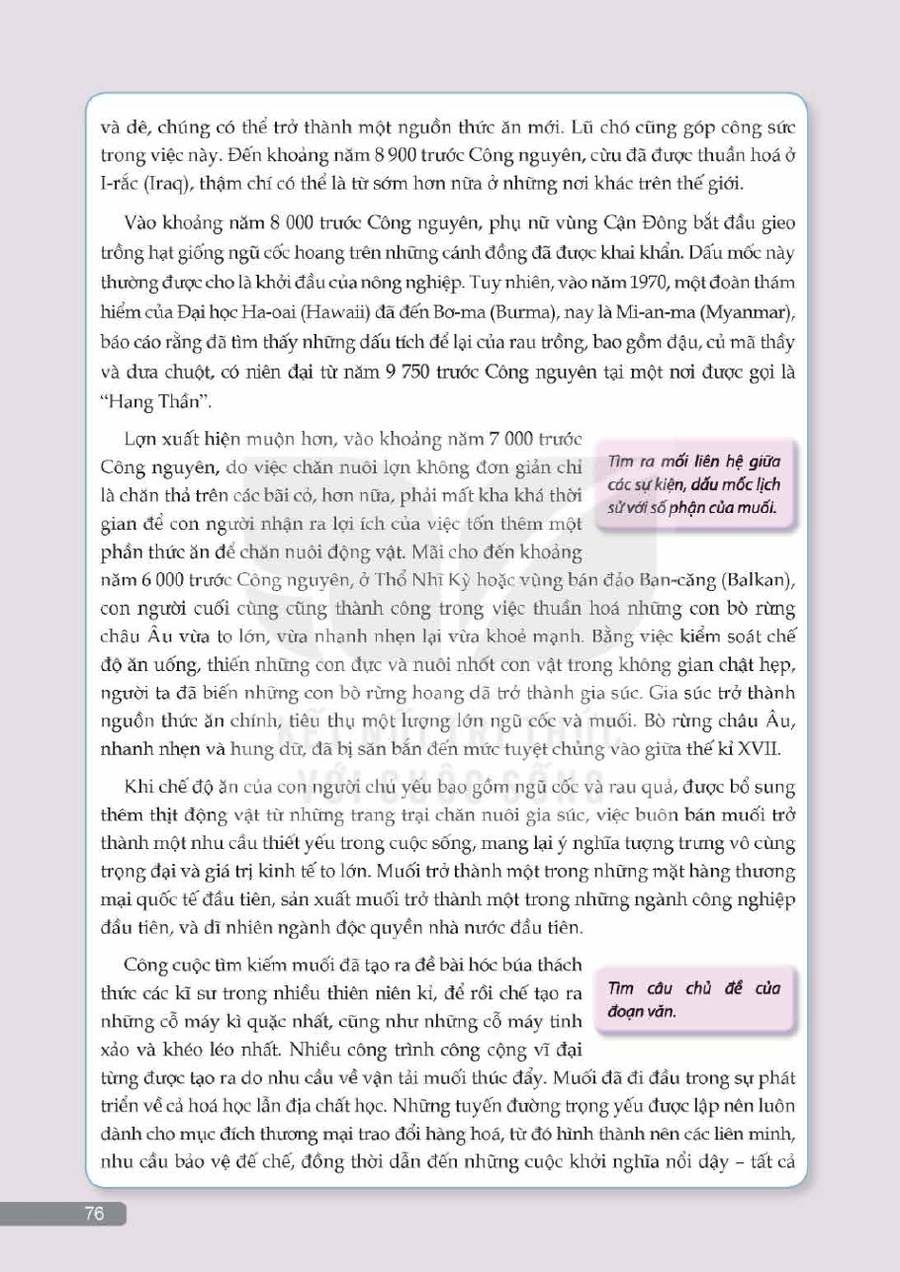 và dê, chúng có thể trở thành một nguồn thức ăn mới. Lũ chó cũng góp công sức
trong việc này. Đến khoảng năm 8 900 trước Công nguyên, cừu đã được thuần hoá ở
I-rắc (Iraq), thậm chí có thể là từ sớm hơn nữa ở những nơi khác trên thế giới.
Vào khoảng năm 8 000 trước Công nguyên, phụ nữ vùng Cận Đông bắt đầu gieo
trồng hạt giống ngũ cốc hoang trên những cánh đồng đã được khai khẩn. Dấu mốc này
thường được cho là khởi đầu của nông nghiệp. Tuy nhiên, vào năm 1970, một đoàn thám
hiểm của Đại học Ha-oai (Hawaii) đã đến Bơ-ma (Burma), nay là Mi-an-ma (Myanmar),
báo cáo rằng đã tìm thấy những dấu tích để lại của rau trồng, bao gồm đậu, củ mã thầy
và dưa chuột, có niên đại từ năm 9 750 trước Công nguyên tại một nơi được gọi là
“Hang Thần”.
Lợn xuất hiện muộn hơn, vào khoảng năm 7 000 trước
Công nguyên, do việc chăn nuôi lợn không đơn giản chỉ
là chăn thả trên các bãi cỏ, hơn nữa, phải mất kha khá thời
gian để con người nhận ra lợi ích của việc tốn thêm một
phần thức ăn để chăn nuôi động vật. Mãi cho đến khoảng
năm 6 000 trước Công nguyên, ở Thổ Nhĩ Kỳ hoặc vùng bán đảo Ban-căng (Balkan),
con người cuối cùng cũng thành công trong việc thuần hoá những con bò rừng
châu Âu vừa to lớn, vừa nhanh nhẹn lại vừa khoẻ mạnh. Bằng việc kiểm soát chế
độ ăn uống, thiến những con đực và nuôi nhốt con vật trong không gian chật hẹp,
người ta đã biến những con bò rừng hoang dã trở thành gia súc. Gia súc trở thành
nguồn thức ăn chính, tiêu thụ một lượng lớn ngũ cốc và muối. Bò rừng châu Âu,
nhanh nhẹn và hung dữ, đã bị săn bắn đến mức tuyệt chủng vào giữa thế kỉ XVII.
Tìm ra mối liên hệ giữa
các sự kiện, dấu mốc lịch
sử với số phận của muối.
KẾT NỐI TRI THỨC
VỚI CUỘC SỐNG
Khi chế độ ăn của con người chủ yếu bao gồm ngũ cốc và rau quả, được bổ sung
thêm thịt động vật từ những trang trại chăn nuôi gia súc, việc buôn bán muối trở
thành một nhu cầu thiết yếu trong cuộc sống, mang lại ý nghĩa tượng trưng vô cùng
trọng đại và giá trị kinh tế to lớn. Muối trở thành một trong những mặt hàng thương
mại quốc tế đầu tiên, sản xuất muối trở thành một trong những ngành công nghiệp
đầu tiên, và dĩ nhiên ngành độc quyền nhà nước đầu tiên.
Công cuộc tìm kiếm muối đã tạo ra đề bài hóc búa thách
thức các kĩ sư trong nhiều thiên niên kỉ, để rồi chế tạo ra
những cỗ máy kì quặc nhất, cũng như những cỗ máy tinh
xảo và khéo léo nhất. Nhiều công trình công cộng vĩ đại
từng được tạo ra do nhu cầu về vận tải muối thúc đẩy. Muối đã đi đầu trong sự phát
triển về cả hoá học lẫn địa chất học. Những tuyến đường trọng yếu được lập nên luôn
dành cho mục đích thương mại trao đổi hàng hoá, từ đó hình thành nên các liên minh,
nhu cầu bảo vệ đế chế, đồng thời dẫn đến những cuộc khởi nghĩa nổi dậy – tất cả
Tìm câu chủ đề của
đoạn văn.
76